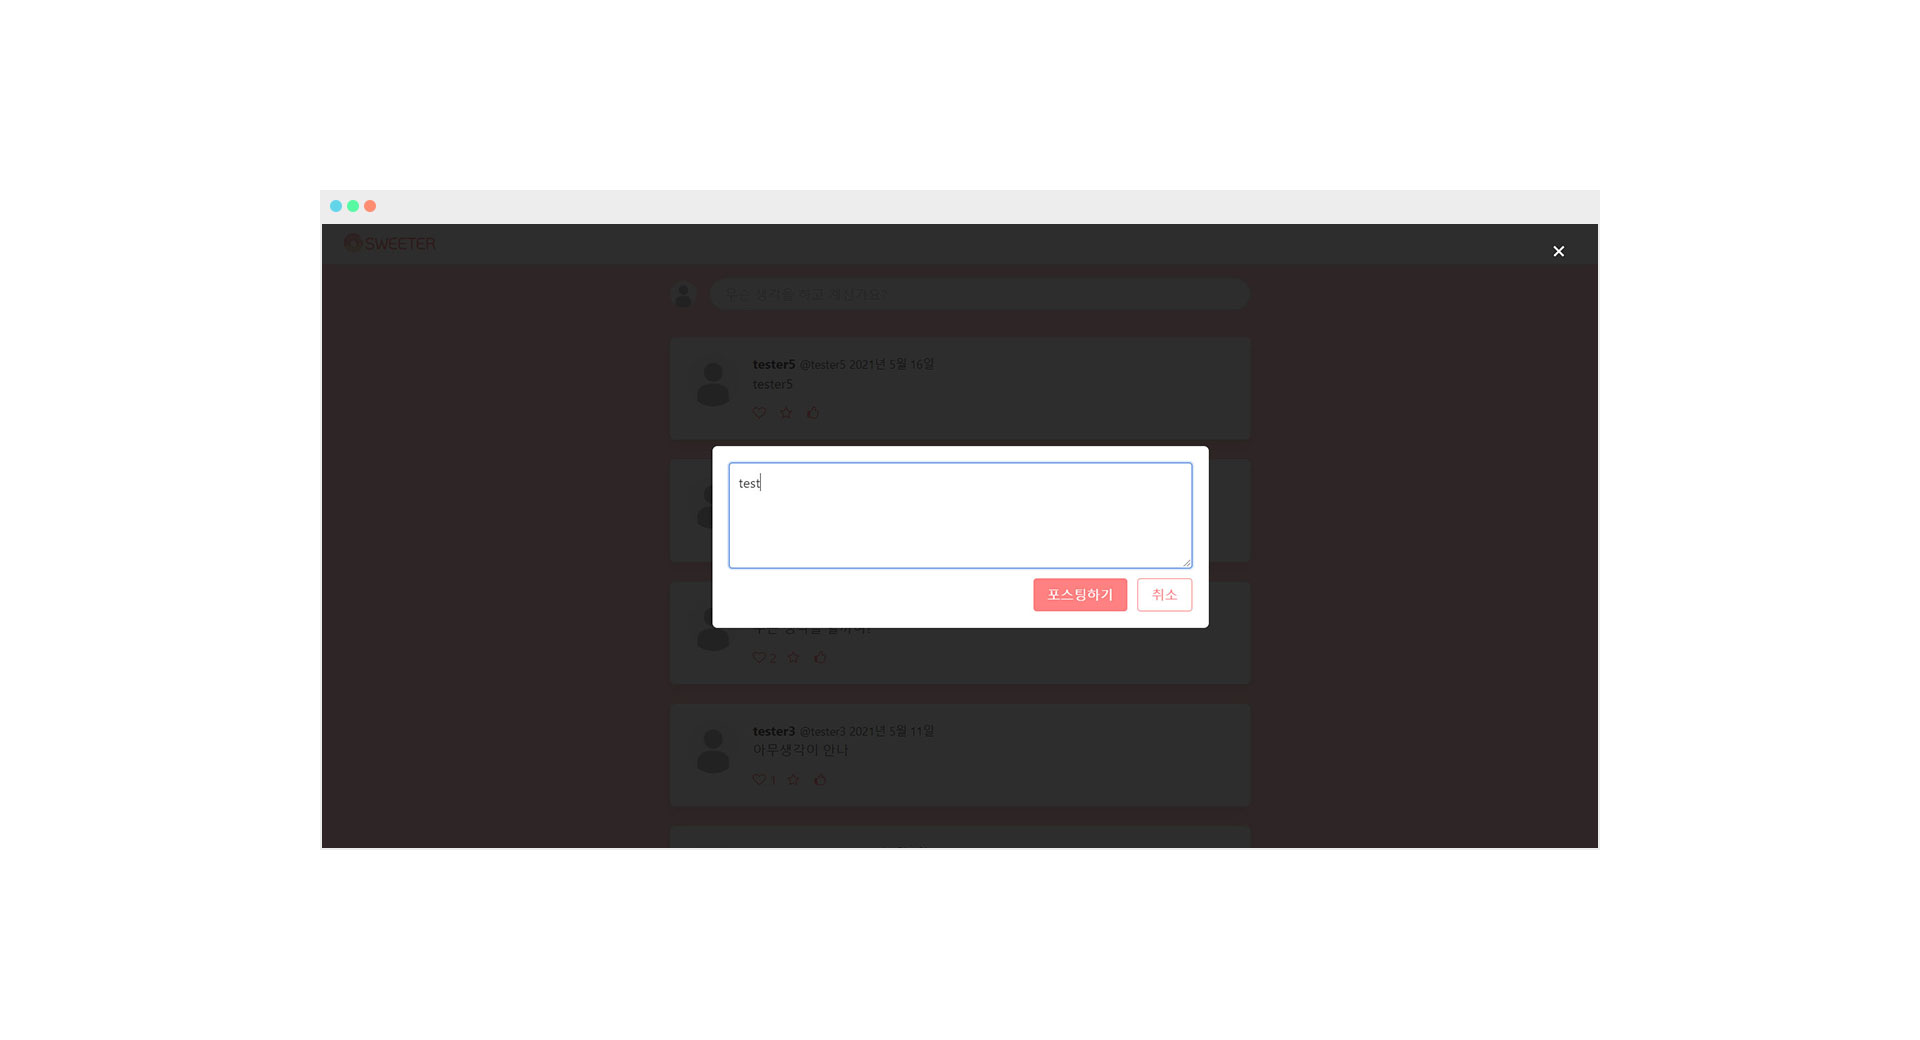 SWEETER
×
무슨 생각을 하고 계신가요?
tester5 @tester5 2021년 5월 16일
tester5
test
포스팅하기 취소
2
tester3 @tester3 2021년 5월 11일
아무생각이 안나
1